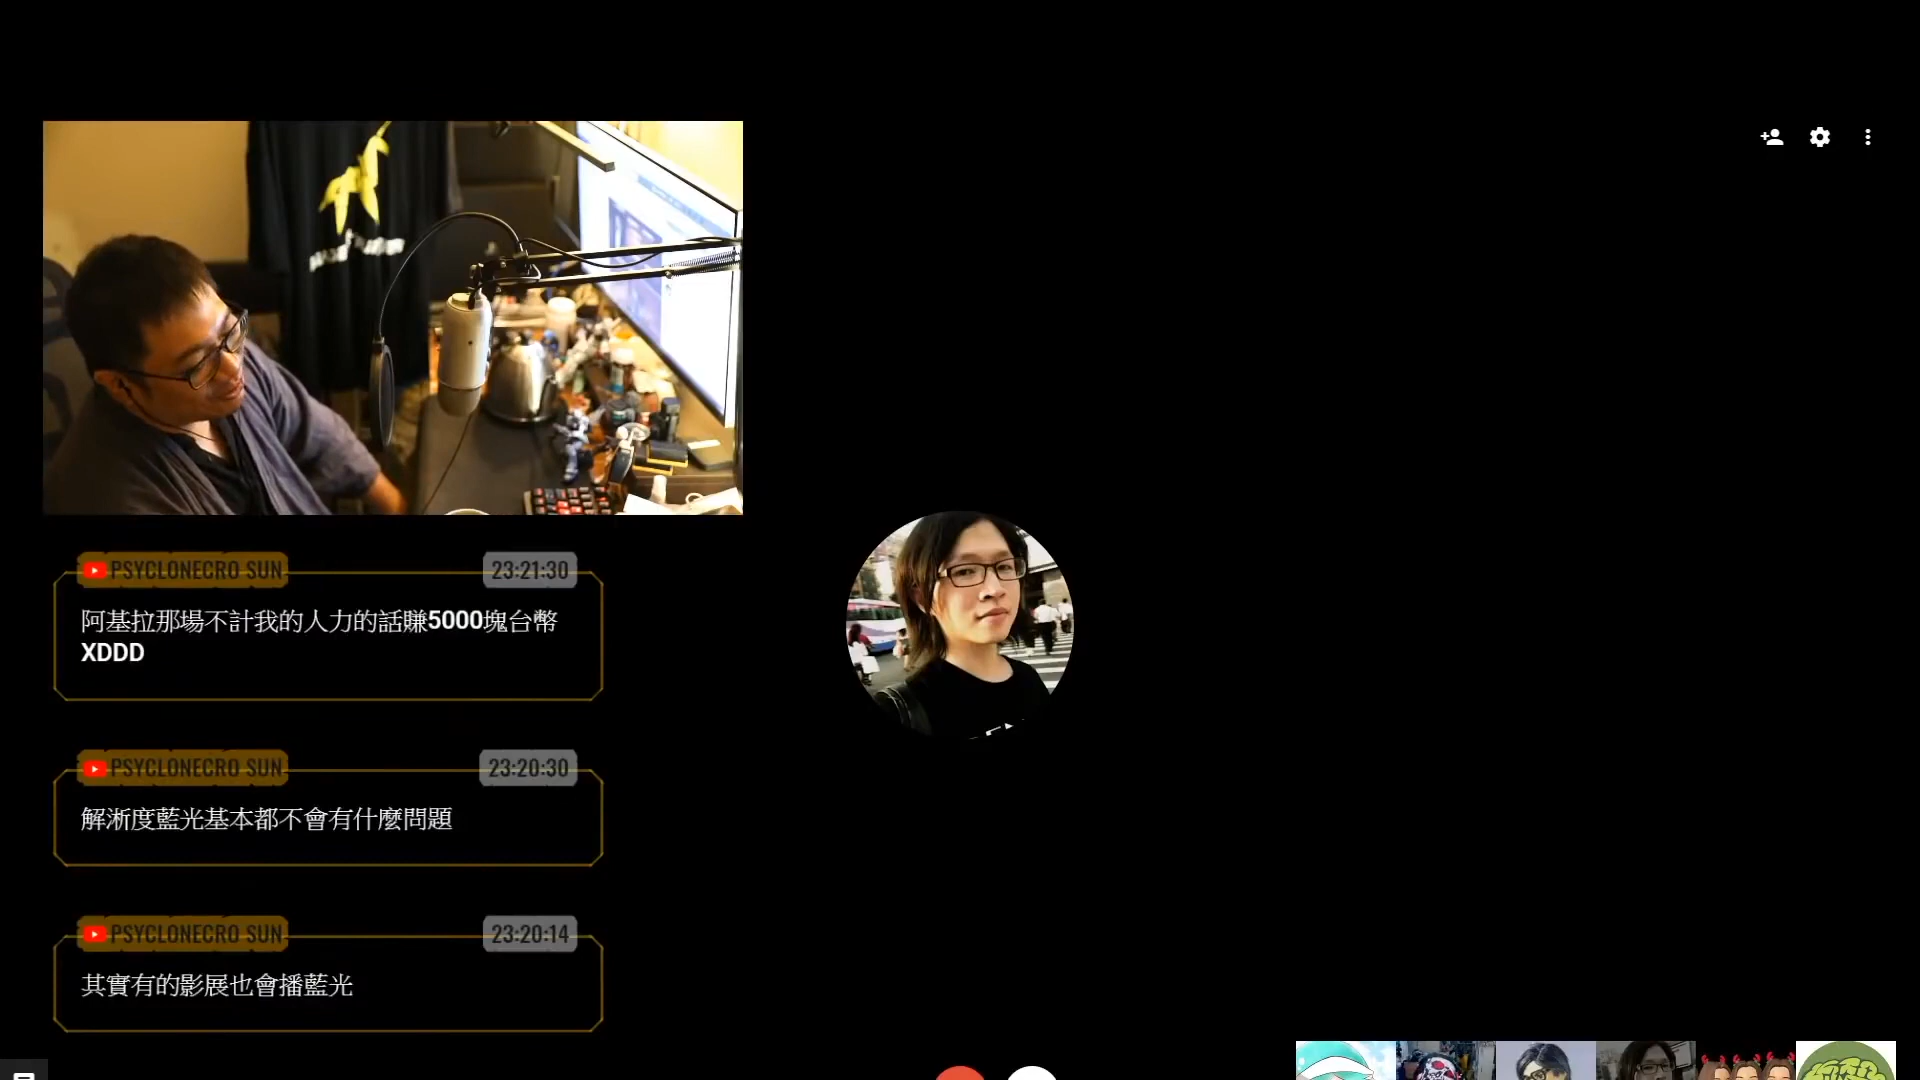 PSYCLONECRO SUN
23:21:30
阿基拉那場不計我的人力的話賺5000塊台幣
XDDD
PSYCLONECRO SUN
23:20:30
解淅度藍光基本都不會有什麼問題
PSYCLONECRO SUN
23:20:14
其實有的影展也會播藍光